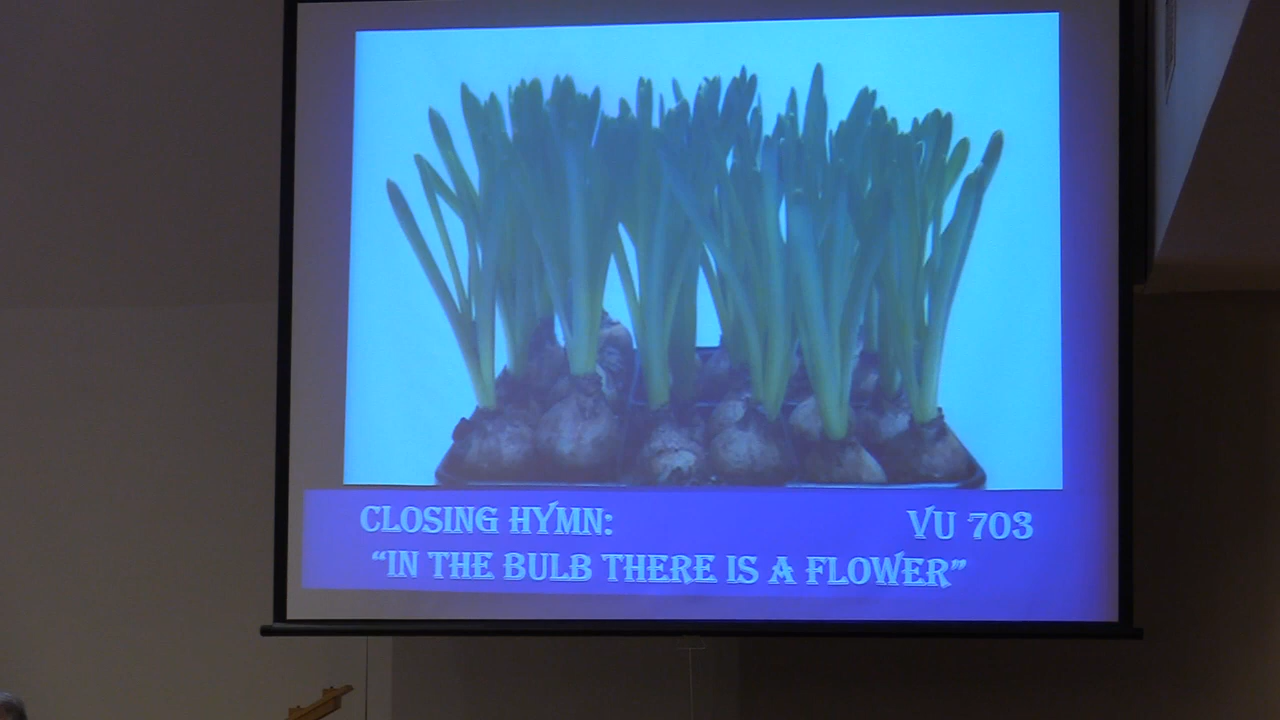 CLOSING HYMN: VU 703
“IN THE BULB THERE IS A FLOWER”